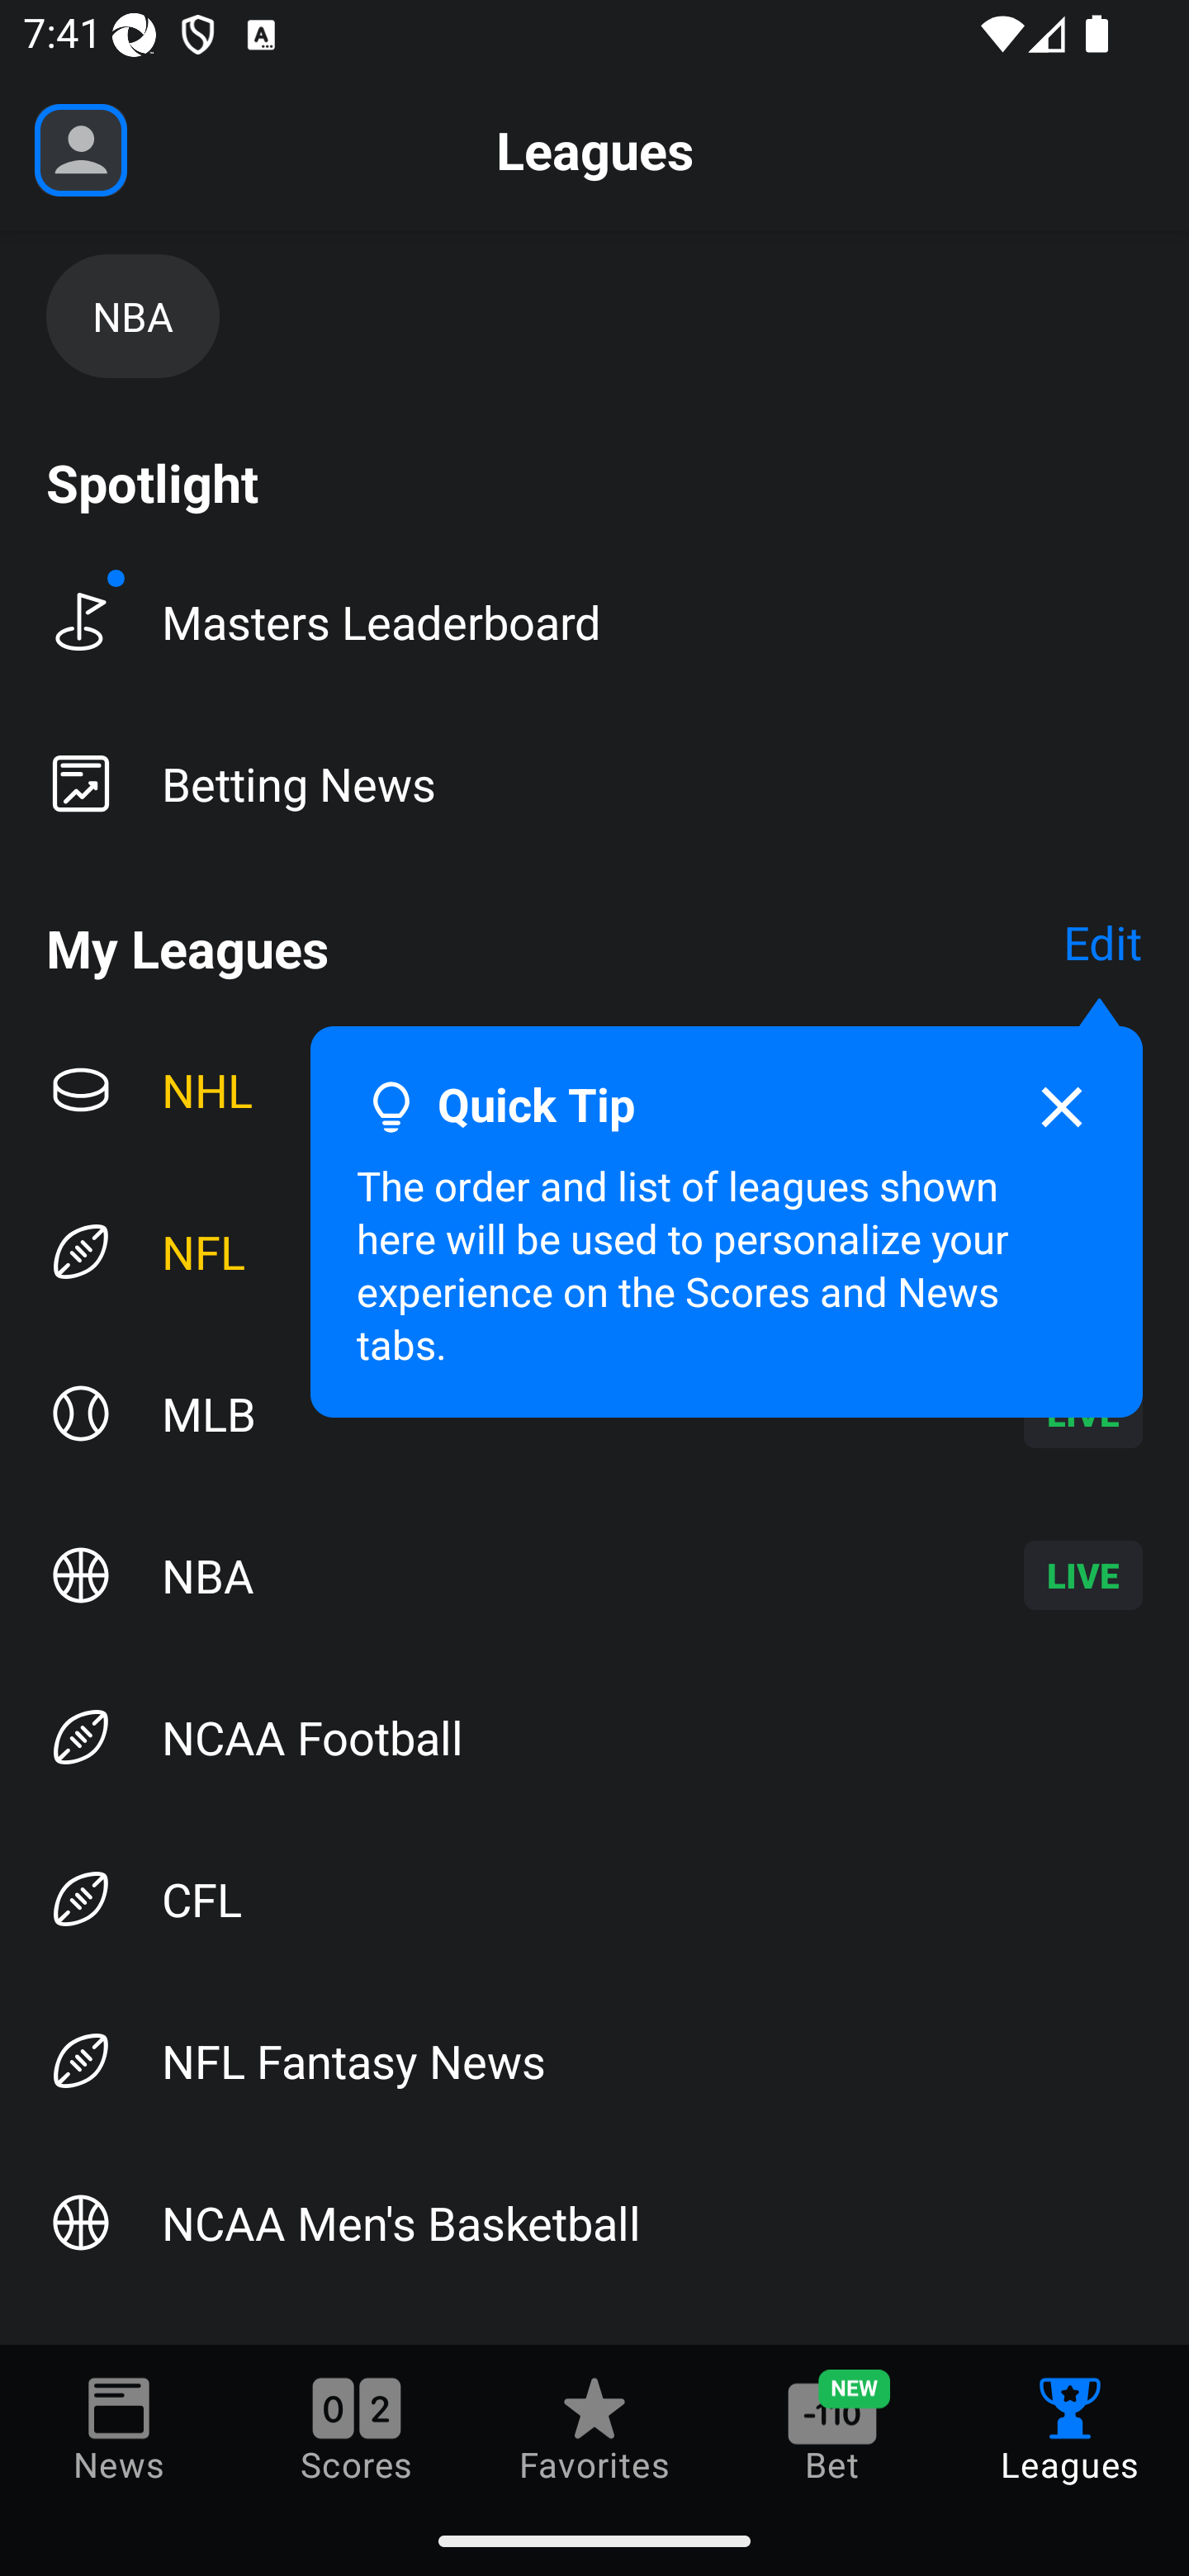 7:41
Leagues
NBA
Spotlight
Masters Leaderboard
Betting News
My Leagues
Edit
NHL
Quick Tip
The order and list of leagues shown
here will be used to personalize your
experience on the Scores and News
tabs.
NFL
MLB
LIVE
NBA
LIVE
NCAA Football
CFL
NFL Fantasy News
NCAA Men's Basketball
0 2
-110
NEW
News
Scores
Favorites
Bet
Leagues